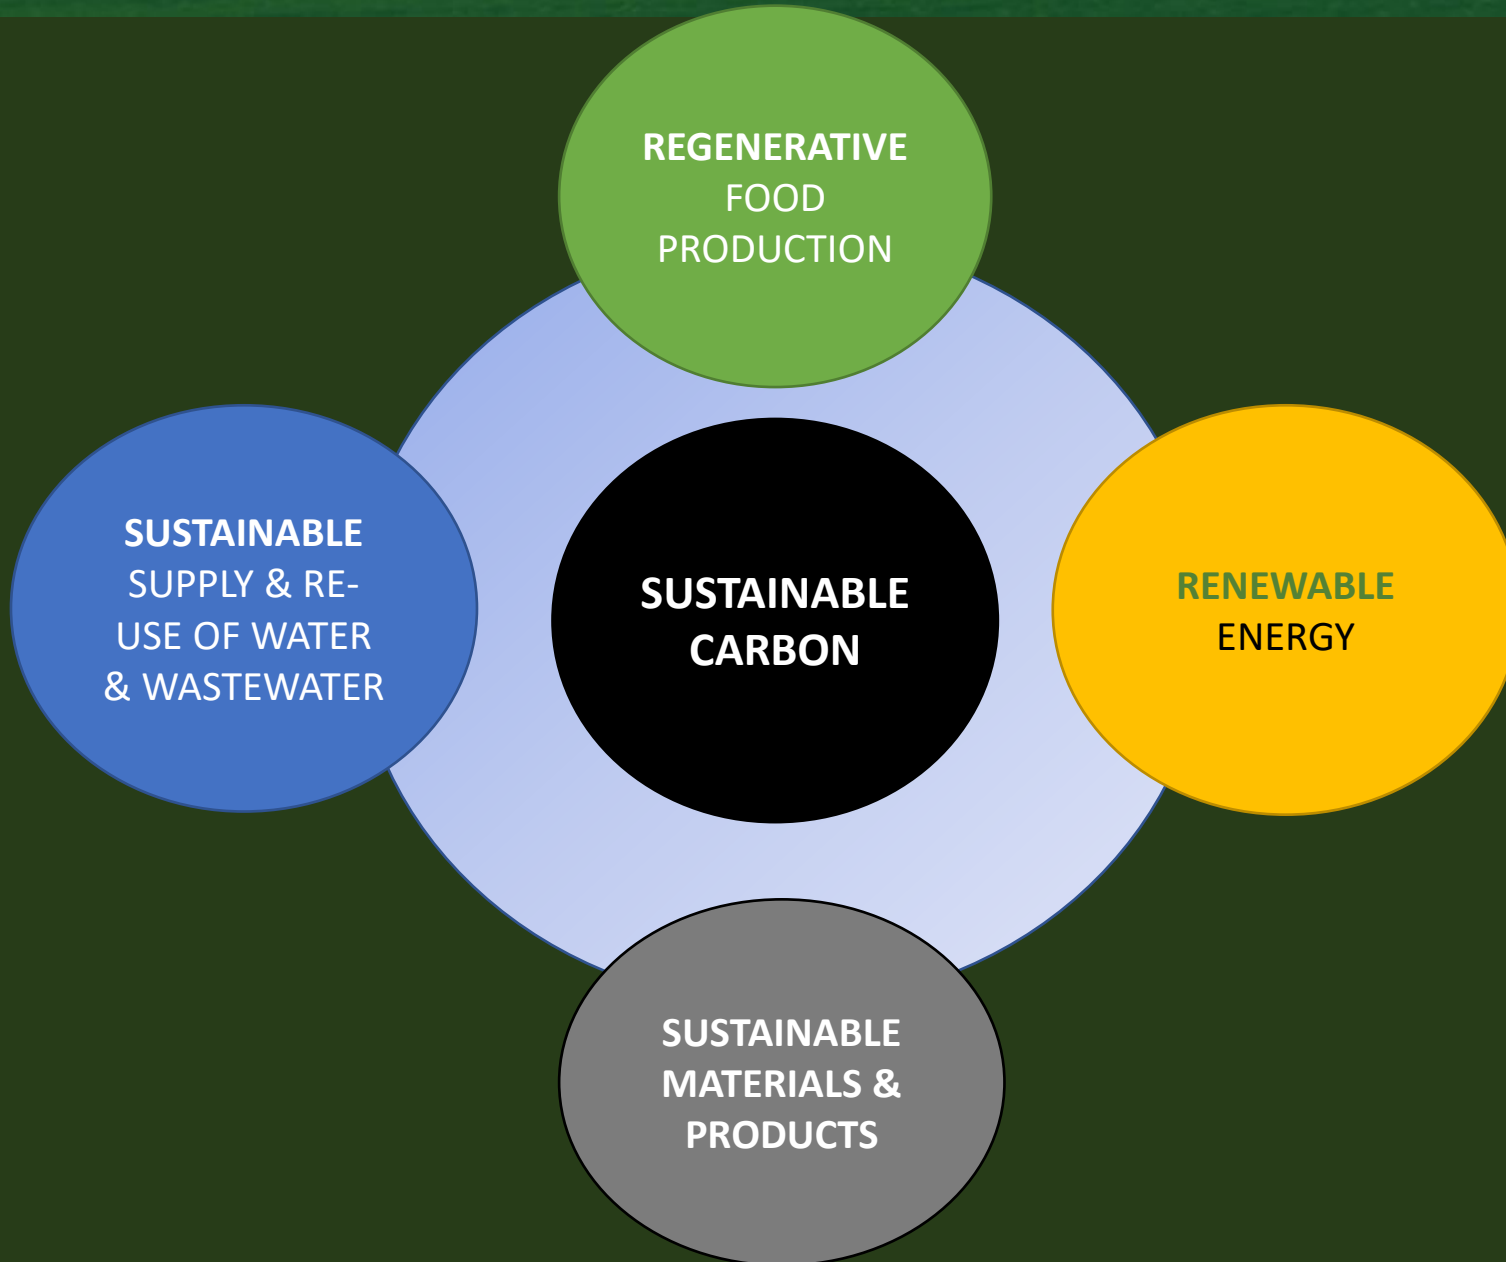 REGENERATIVE
FOOD
PRODUCTION
SUSTAINABLE
SUPPLY & RE-
USE OF WATER
& WASTEWATER
SUSTAINABLE
CARBON
RENEWABLE
ENERGY
SUSTAINABLE
MATERIALS &
PRODUCTS